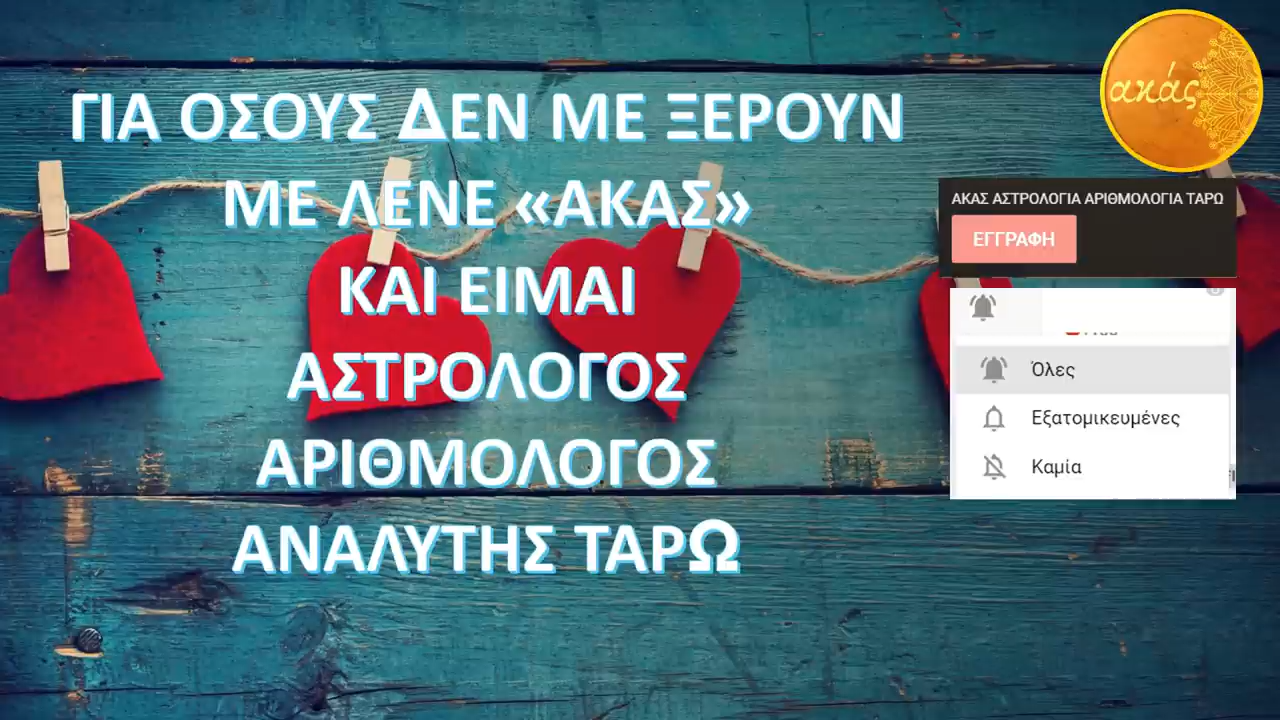 ΓΙΑ ΟΣΟΥΣ ΔΕΝ ΜΕ ΞΕΡΟΥΝ
ΜΕ ΛΕΝΕ «ΑΚΑΣ»
ΚΑΙ ΕΙΜΑΙ
ΑΣΤΡΟΛΟΓΟΣ
ΑΡΙΘΜΟΛΟΓΟΣ
ΑΝΑΛΥΤΗΣ ΤΑΡΩ
ακάς
ΑΚΑΣ ΑΣΤΡΟΛΟΓΙΑ ΑΡΙΘΜΟΛΟΓΙΑ ΤΑΡΩ
ΕΓΓΡΑΦΗ
Όλες
Εξατομικευμένες
Καμία